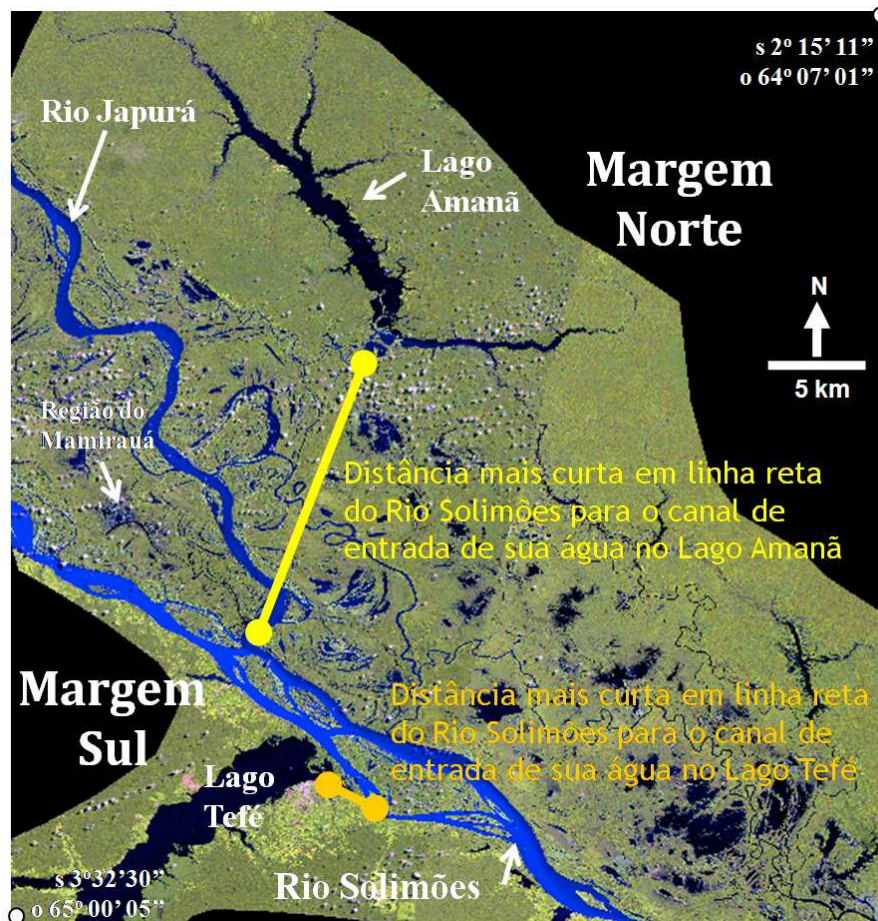 s 2º 15’ 11”
o 64º 07’ 01”
Rio Japurá
Lago
Amanã
Margem
Norte
N
5 km
Região do
Mamirauá
Distância mais curta em linha reta
do Rio Solimões para o canal de
entrada de sua água no Lago Amanã
Margem
Sul
Distância mais curta em linha reta
do Rio Solimões para o canal de
entrada de sua água no Lago Tefé
Lago
Tefé
Rio Solimões
s 3º32’30”
o 65º 00’ 05”